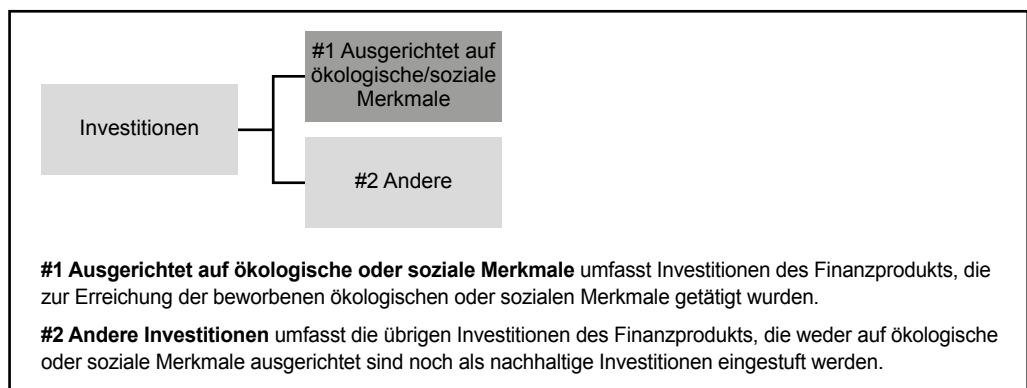 #1 Ausgerichtet auf
ökologische/soziale
Merkmale
Investitionen
#2 Andere
#1 Ausgerichtet auf ökologische oder soziale Merkmale umfasst Investitionen des Finanzprodukts, die
zur Erreichung der beworbenen ökologischen oder sozialen Merkmale getätigt wurden.
#2 Andere Investitionen umfasst die übrigen Investitionen des Finanzprodukts, die weder auf ökologische
oder soziale Merkmale ausgerichtet sind noch als nachhaltige Investitionen eingestuft werden.